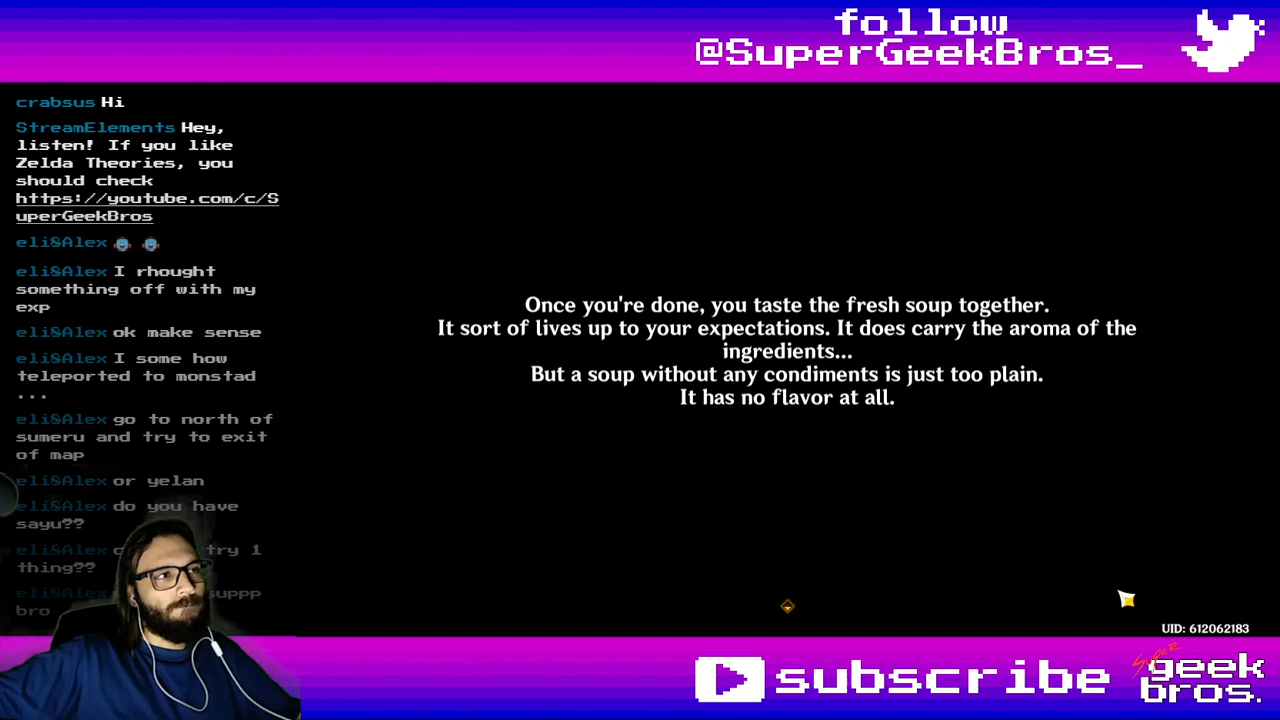 follow
@SuperGeekBros_
crabsus Hi
StreamElements Hey,
listen! If you like
Zelda Theories, you
should check
https://youtube.com/c/S
uperGeekBros
eli&Alex
eli&Alex I rhought
something off with my
exp
eli&Alex ok make sense
eli&Alex I some how
teleported to monstad
...
eli&Alex go to north of
sumeru and try to exit
of map
eli&Alex or yelan
eli&Alex do you have
sayu??
eli&Alex try 1
thing??
eli&Alex suppp
bro
Once you're done, you taste the fresh soup together.
It sort of lives up to your expectations. It does carry the aroma of the
ingredients...
But a soup without any condiments is just too plain.
It has no flavor at all.
UID: 612062183
subscribe
super
geek
bros.